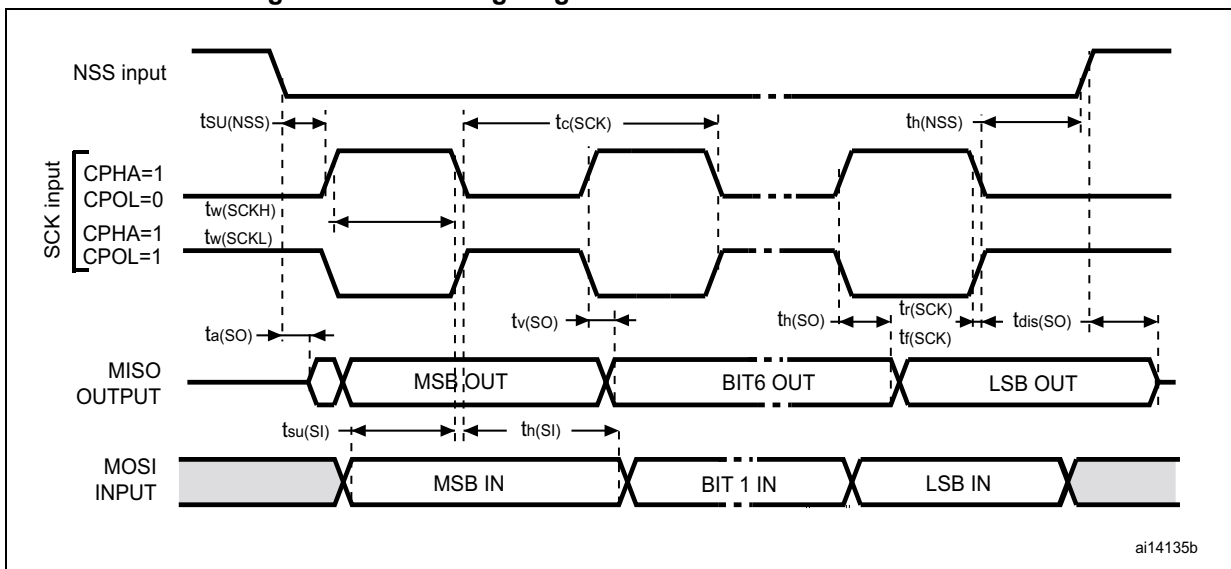 NSS input
tSU(NSS)
tc(SCK)
th(NSS)
SCK input
CPHA=1
CPOL=0
tw(SCKH)
CPHA=1
tw(SCKL)
CPOL=1
ta(SO)
tv(SO)
th(SO)
tr(SCK)
tf(SCK)
tdis(SO)
MISO
OUTPUT
MSB OUT
BIT6 OUT
LSB OUT
tsu(SI)
th(SI)
MOSI
INPUT
MSB IN
BIT 1 IN
LSB IN
ai14135b